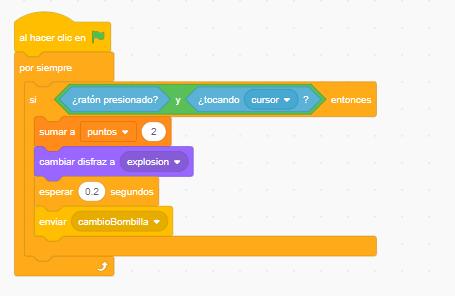 al hacer clic en
por siempre
si ¿ratón presionado? y ¿tocando cursor ? entonces
sumar a puntos 2
cambiar disfraz a explosion
esperar 0.2 segundos
enviar cambioBombilla